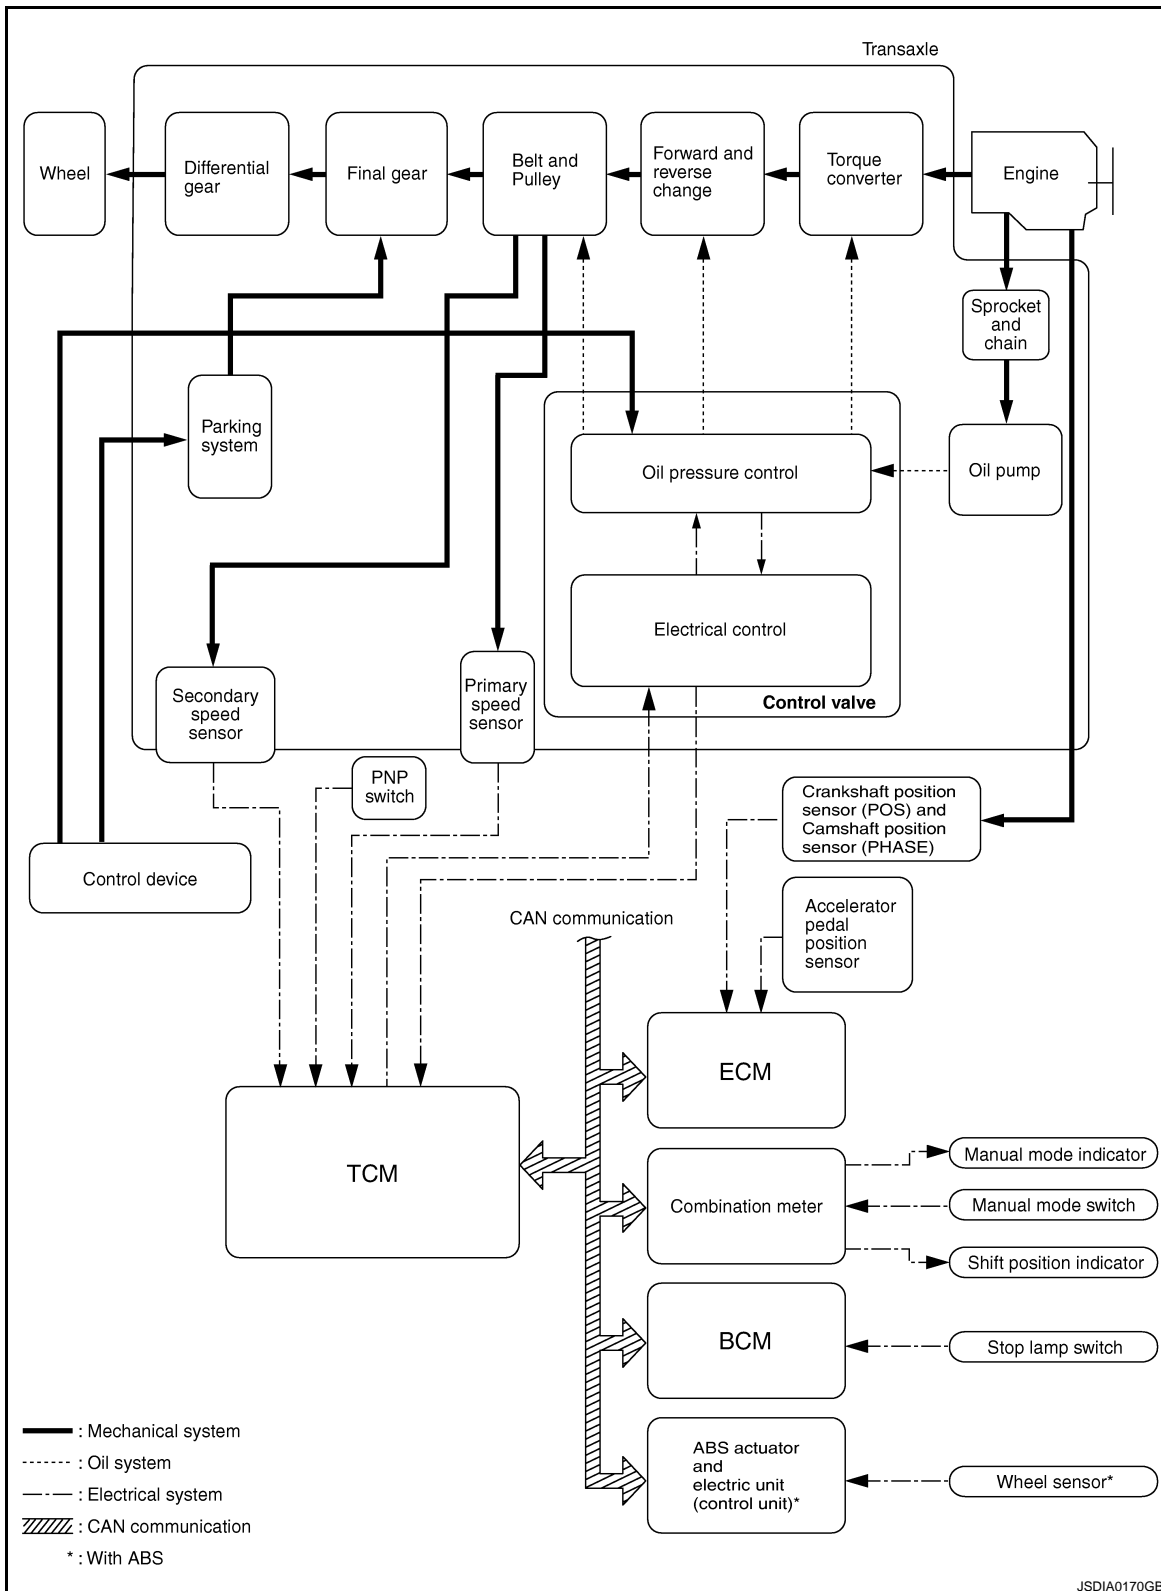 Transaxle
Wheel
Differential
gear
Final gear
Belt and
Pulley
Forward and
reverse
change
Torque
converter
Engine
Sprocket
and
chain
Parking
system
Oil pressure control
Oil pump
Electrical control
Control valve
Secondary
speed
sensor
Primary
speed
sensor
PNP
switch
Crankshaft position
sensor (POS) and
Camshaft position
sensor (PHASE)
Control device
CAN communication
Accelerator
pedal
position
sensor
ECM
TCM
Combination meter
Manual mode indicator
Manual mode switch
Shift position indicator
BCM
Stop lamp switch
ABS actuator
and
electric unit
(control unit)*
Wheel sensor*
: Mechanical system
: Oil system
: Electrical system
: CAN communication
* : With ABS
JSDIA0170GB